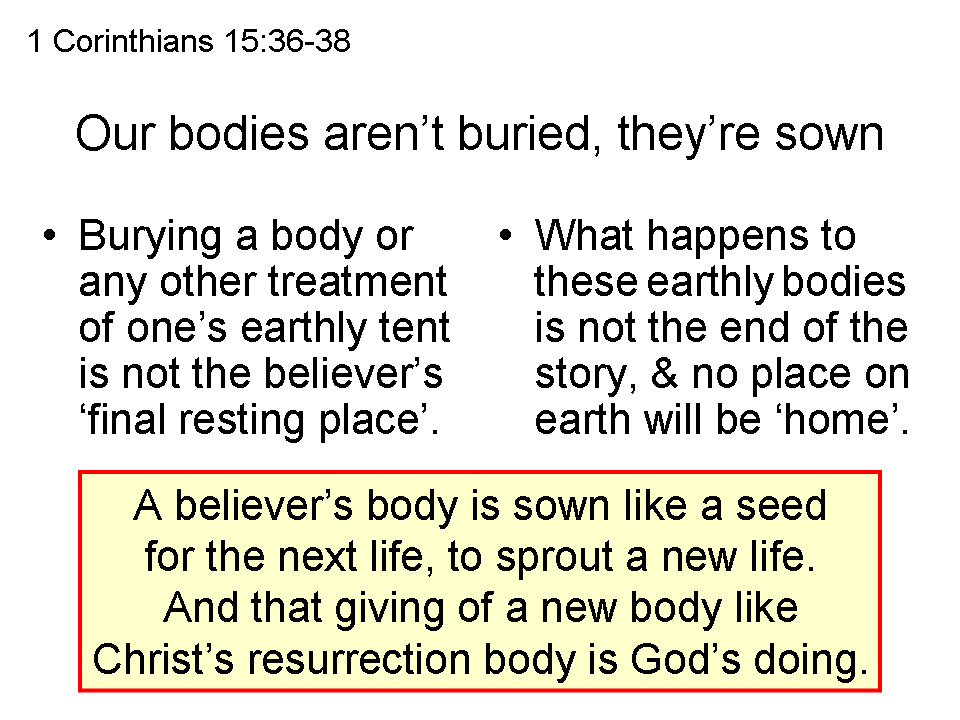 1 Corinthians 15:36-38
Our bodies aren’t buried, they’re sown
• Burying a body or
any other treatment
of one’s earthly tent
is not the believer’s
‘final resting place’.
• What happens to
these earthly bodies
is not the end of the
story, & no place on
earth will be ‘home’.
A believer’s body is sown like a seed
for the next life, to sprout a new life.
And that giving of a new body like
Christ’s resurrection body is God’s doing.